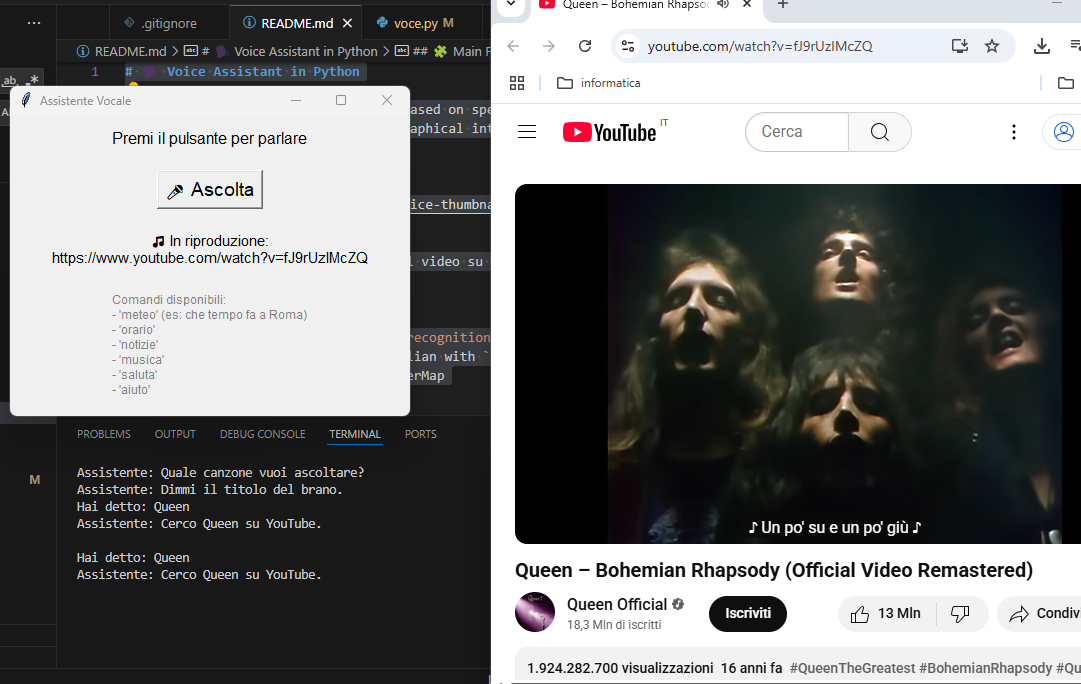 .gitignore
README.md
voce.py M
README.md > # Voice Assistant in Python > ## Main F
1 # Voice Assistant in Python
ab
.*
Assistente Vocale
ased on spe
aphical int
Premi il pulsante per parlare
Ascolta
ice-thumbna
In riproduzione:
https://www.youtube.com/watch?v=fJ9rUzIMcZQ
l video su
Comandi disponibili:
- 'meteo' (es: che tempo fa a Roma)
- 'orario'
- 'notizie'
- 'musica'
- 'saluta'
- 'aiuto'
recognition
lian with `
erMap
PROBLEMS OUTPUT DEBUG CONSOLE TERMINAL PORTS
M
Assistente: Quale canzone vuoi ascoltare?
Assistente: Dimmi il titolo del brano.
Hai detto: Queen
Assistente: Cerco Queen su YouTube.
Hai detto: Queen
Assistente: Cerco Queen su YouTube.
Queen – Bohemian Rhapso
youtube.com/watch?v=fJ9rUzIMcZQ
informatica
YouTube IT
Cerca
♪ Un po' su e un po' giù ♪
Queen – Bohemian Rhapsody (Official Video Remastered)
Queen Official
18,3 Mln di iscritti
Iscriviti
13 Mln
Condivi
1.924.282.700 visualizzazioni 16 anni fa #QueenTheGreatest #BohemianRhapsody #Qu